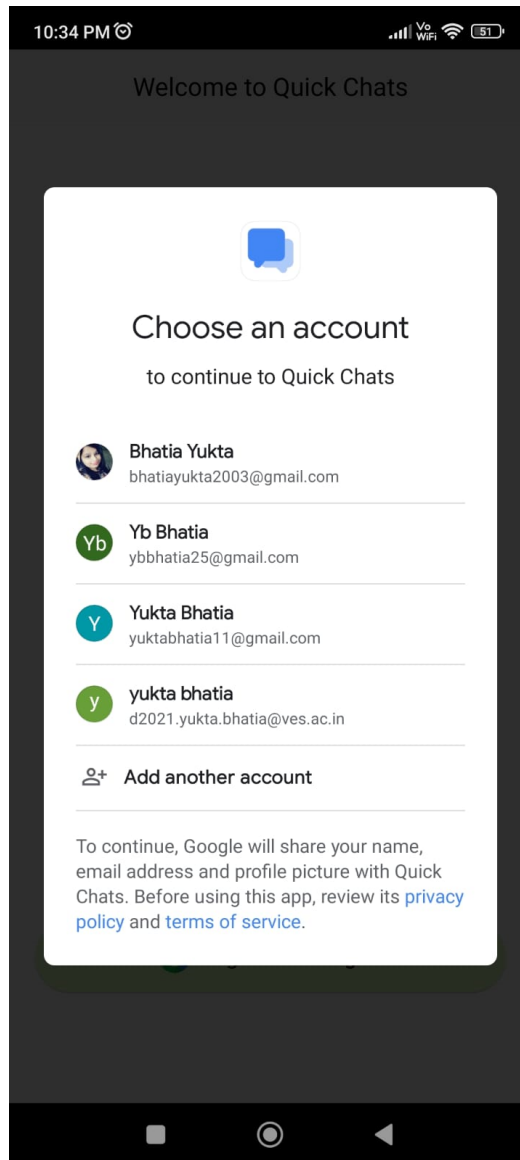 10:34 PM
Vo
WiFi
51
Welcome to Quick Chats
Choose an account
to continue to Quick Chats
Bhatia Yukta
bhatiayukta2003@gmail.com
Yb
Yb Bhatia
ybbhatia25@gmail.com
Y
Yukta Bhatia
yuktabhatia11@gmail.com
y
yukta bhatia
d2021.yukta.bhatia@ves.ac.in
Add another account
To continue, Google will share your name,
email address and profile picture with Quick
Chats. Before using this app, review its privacy
policy and terms of service.